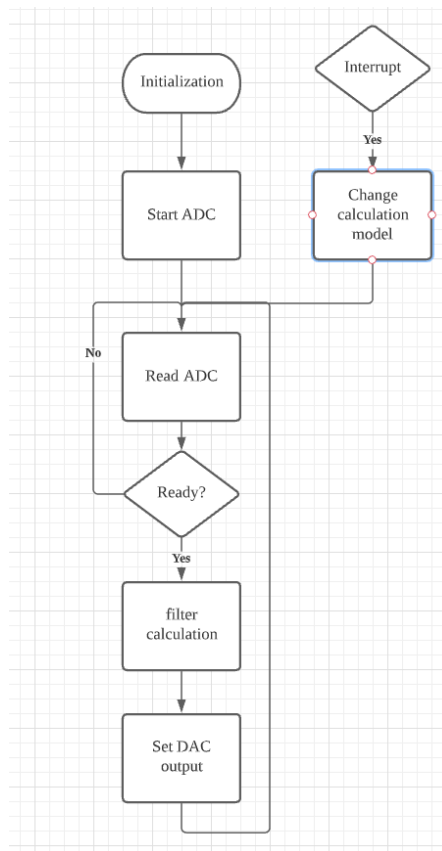 Initialization
Interrupt
Yes
Start ADC
Change
calculation
model
No
Read ADC
Ready?
Yes
filter
calculation
Set DAC
output